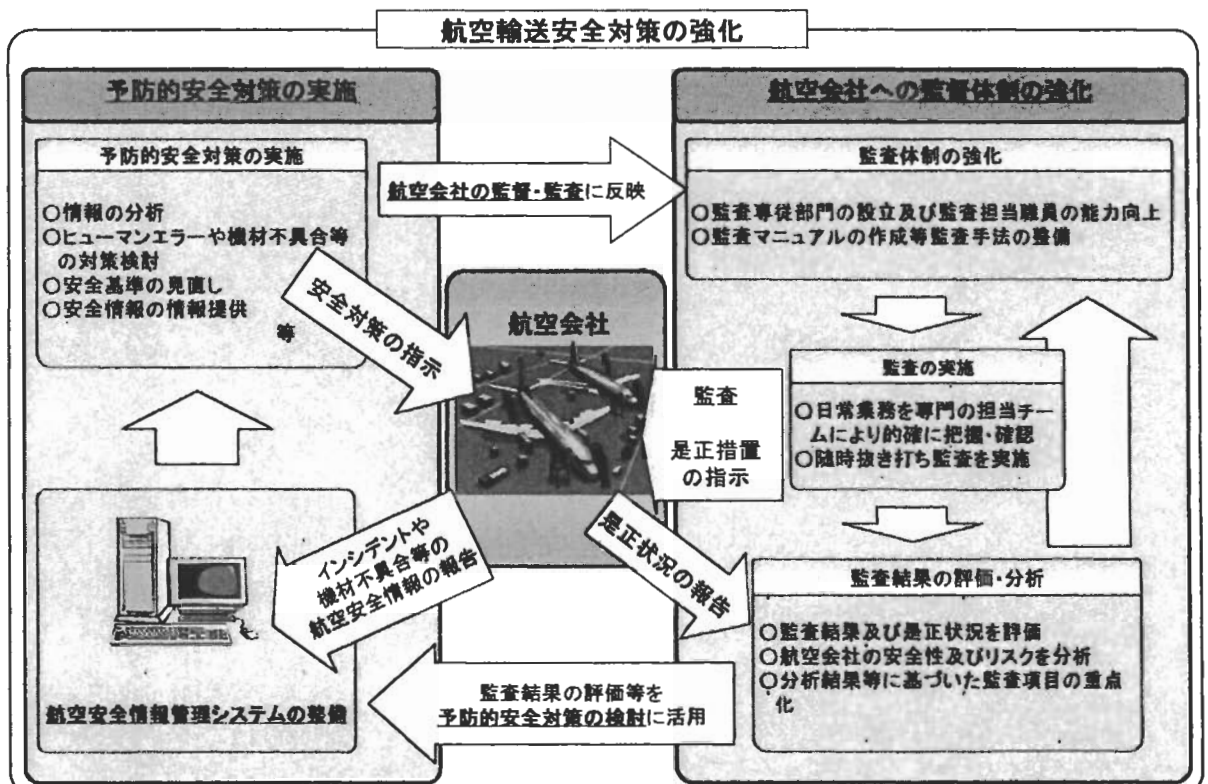 航空輸送安全対策の強化
予防的安全対策の実施
予防的安全対策の実施
○情報の分析
○ヒューマンエラーや機材不具合等
の対策検討
○安全基準の見直し
○安全情報の情報提供
等
航空会社の監督・監査に反映
安全対策の指示
航空会社
インシデントや
機材不具合等の
航空安全情報の報告
航空安全情報管理システムの整備
航空会社への監督体制の強化
監査体制の強化
○監査専従部門の設立及び監査担当職員の能力向上
○監査マニュアルの作成等監査手法の整備
監査の実施
○日常業務を専門の担当チー
ムにより的確に把握・確認
○随時抜き打ち監査を実施
監査
是正措置
の指示
是正状況の報告
監査結果の評価・分析
○監査結果及び是正状況を評価
○航空会社の安全性及びリスクを分析
○分析結果等に基づいた監査項目の重点
化
監査結果の評価等を
予防的安全対策の検討に活用